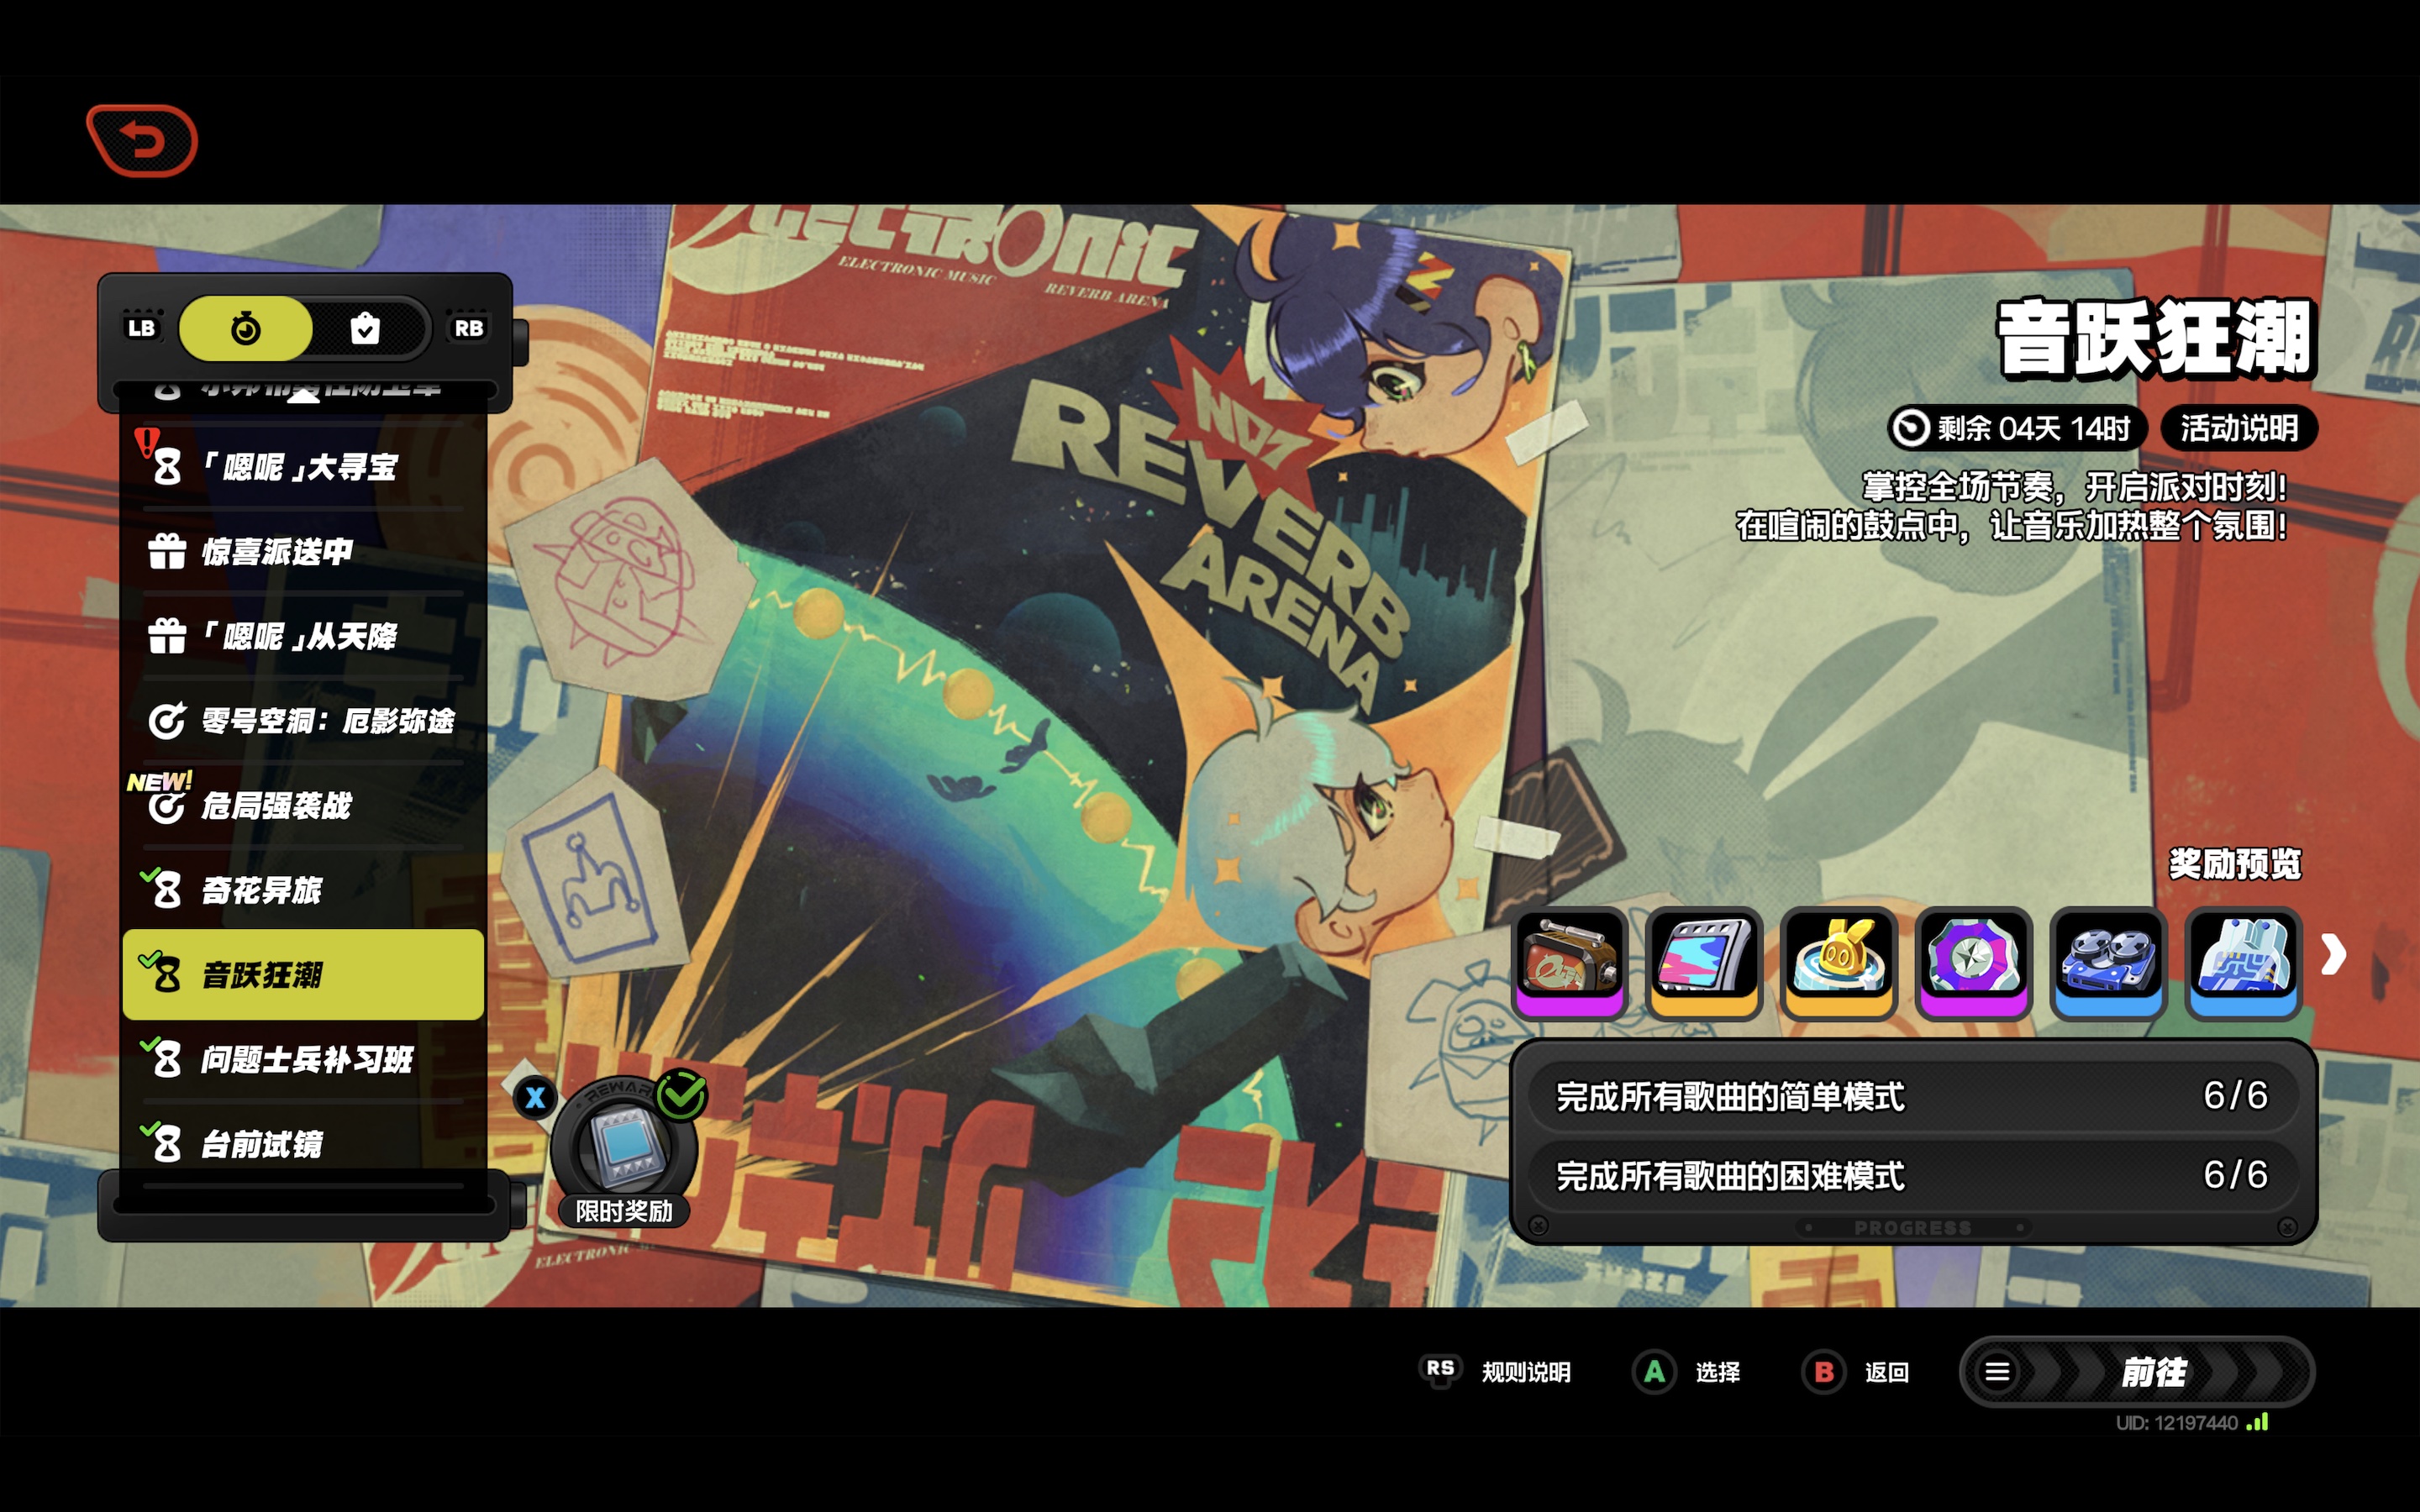 LB
RB
「嗯呢」大寻宝
惊喜派送中
「嗯呢」从天降
零号空洞：厄影弥途
NEW!
危局强袭战
奇花异旅
音跃狂潮
问题士兵补习班
台前试镜
X
REWARD
限时奖励
ELECTRONIC
ELECTRONIC MUSIC
REVERB ARENA
NO7
REVERB
ARENA
ELECTRONIC
音跃狂潮
剩余 04天 14时
活动说明
掌控全场节奏，开启派对时刻！
在喧闹的鼓点中，让音乐加热整个氛围！
奖励预览
完成所有歌曲的简单模式 6/6
完成所有歌曲的困难模式 6/6
PROGRESS
RS 规则说明
A 选择
B 返回
前往
UID: 12197440